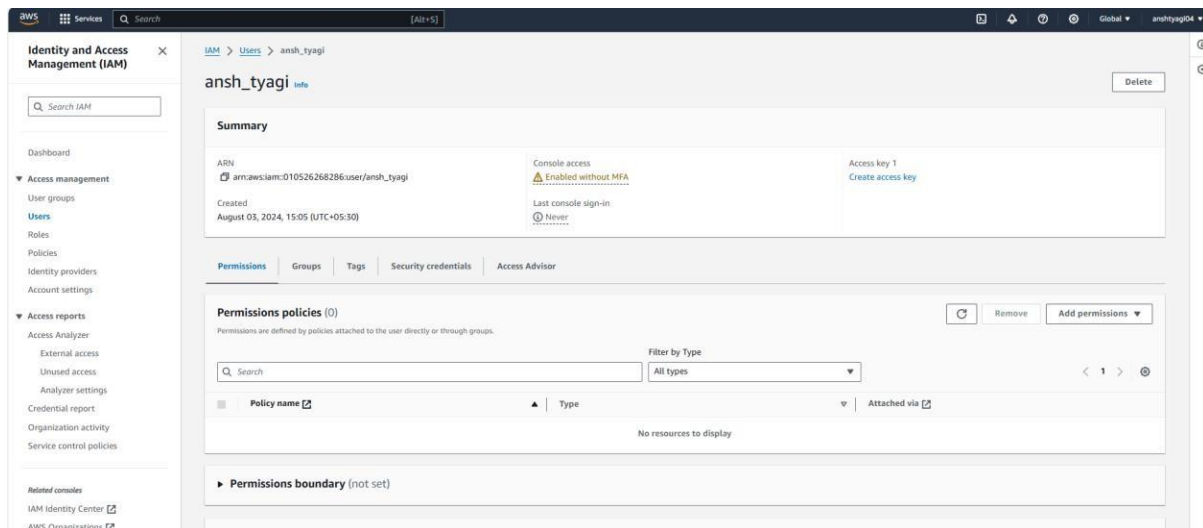 aws Services Search [Alt+S] Global anshtyagi04
Identity and Access Management (IAM)
Search IAM
Dashboard
Access management
User groups
Users
Roles
Policies
Identity providers
Account settings
Access reports
Access Analyzer
External access
Unused access
Analyzer settings
Credential report
Organization activity
Service control policies
Related consoles
IAM Identity Center
AWS Organizations
IAM > Users > ansh_tyagi
ansh_tyagi Info
Delete
Summary
ARN
arn:aws:iam::010526268286:user/ansh_tyagi
Created
August 03, 2024, 15:05 (UTC+05:30)
Console access
Enabled without MFA
Last console sign-in
Never
Access key 1
Create access key
Permissions Groups Tags Security credentials Access Advisor
Permissions policies (0)
Permissions are defined by policies attached to the user directly or through groups.
Remove Add permissions
Filter by Type
Search All types 1
Policy name Type Attached via
No resources to display
Permissions boundary (not set)